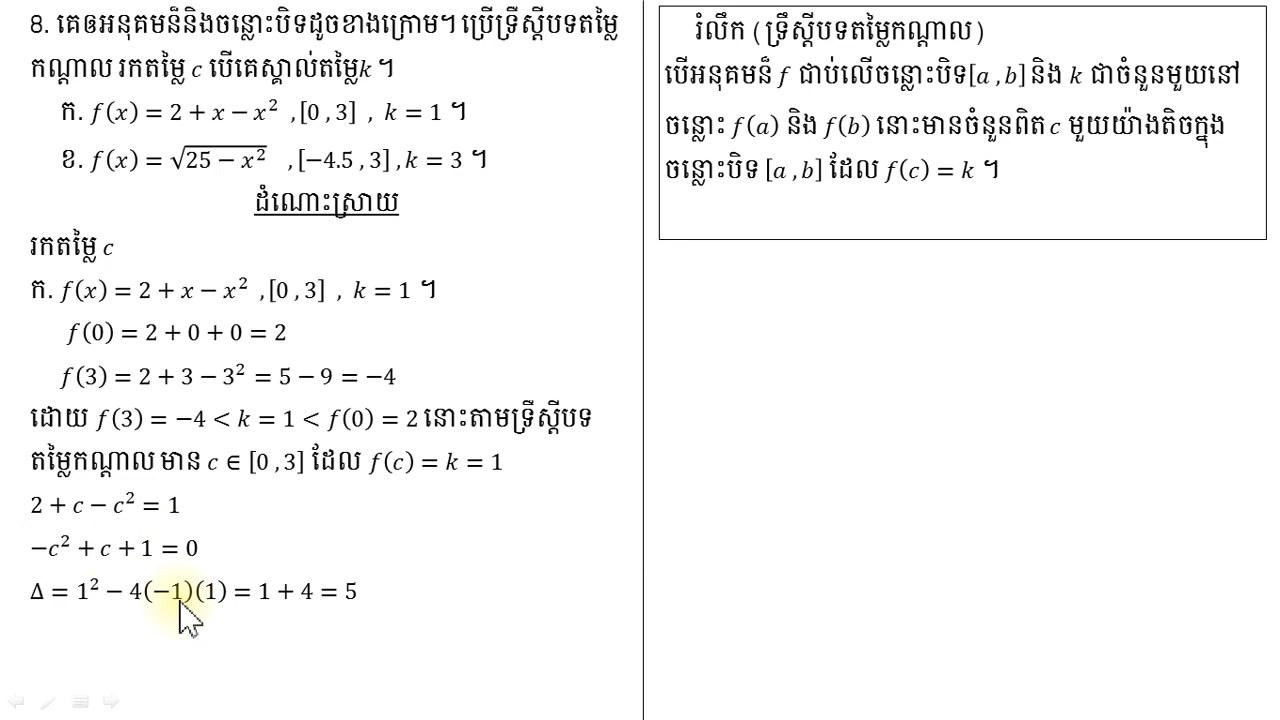 8. គេឲអនុគមន៏និងចន្លោះបិទដូចខាងក្រោម។ ប្រើទ្រឹស្តីបទតម្លៃ
កណ្តាល រកតម្លៃ c បើគេស្គាល់តម្លៃk ។
ក. f(x) = 2 + x − x² , [0 , 3] , k = 1 ។
ខ. f(x) = √(25 − x²) , [−4.5 , 3] , k = 3 ។
ដំណោះស្រាយ
រកតម្លៃ c
ក. f(x) = 2 + x − x² , [0 , 3] , k = 1 ។
f(0) = 2 + 0 + 0 = 2
f(3) = 2 + 3 − 3² = 5 − 9 = −4
ដោយ f(3) = −4 < k = 1 < f(0) = 2 នោះតាមទ្រឹស្តីបទ
តម្លៃកណ្តាល មាន c ∈ [0 , 3] ដែល f(c) = k = 1
2 + c − c² = 1
−c² + c + 1 = 0
Δ = 1² − 4(−1)(1) = 1 + 4 = 5
រំលឹក ( ទ្រឹស្តីបទតម្លៃកណ្តាល )
បើអនុគមន៏ f ជាប់លើចន្លោះបិទ[a , b] និង k ជាចំនួនមួយនៅ
ចន្លោះ f(a) និង f(b) នោះមានចំនួនពិត c មួយយ៉ាងតិចក្នុង
ចន្លោះបិទ [a , b] ដែល f(c) = k ។